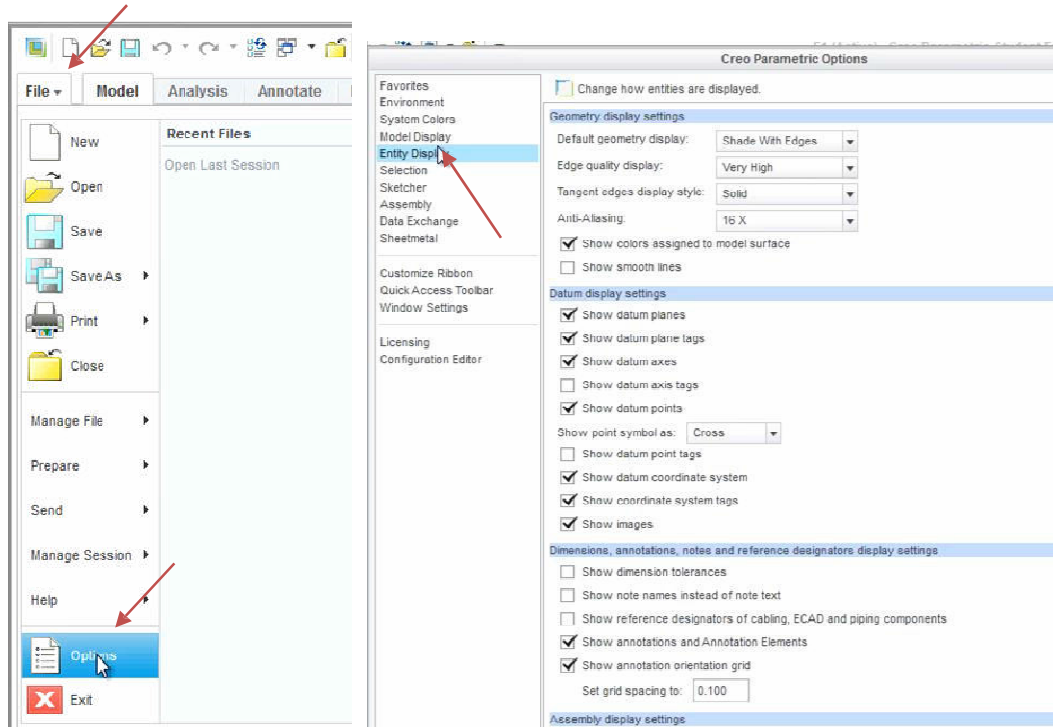 File
Model
Analysis
Annotate
New
Open
Save
Save As
Print
Close
Manage File
Prepare
Send
Manage Session
Help
Options
Exit
Recent Files
Open Last Session
Creo Parametric Options
Favorites
Environment
System Colors
Model Display
Entity Display
Selection
Sketcher
Assembly
Data Exchange
Sheetmetal
Customize Ribbon
Quick Access Toolbar
Window Settings
Licensing
Configuration Editor
Change how entities are displayed.
Geometry display settings
Default geometry display: Shade With Edges
Edge quality display: Very High
Tangent edges display style: Solid
Anti-Aliasing: 16 X
Show colors assigned to model surface
Show smooth lines
Datum display settings
Show datum planes
Show datum plane tags
Show datum axes
Show datum axis tags
Show datum points
Show point symbol as: Cross
Show datum point tags
Show datum coordinate system
Show coordinate system tags
Show images
Dimensions, annotations, notes and reference designators display settings
Show dimension tolerances
Show note names instead of note text
Show reference designators of cabling, ECAD and piping components
Show annotations and Annotation Elements
Show annotation orientation grid
Set grid spacing to: 0.100
Assembly display settings